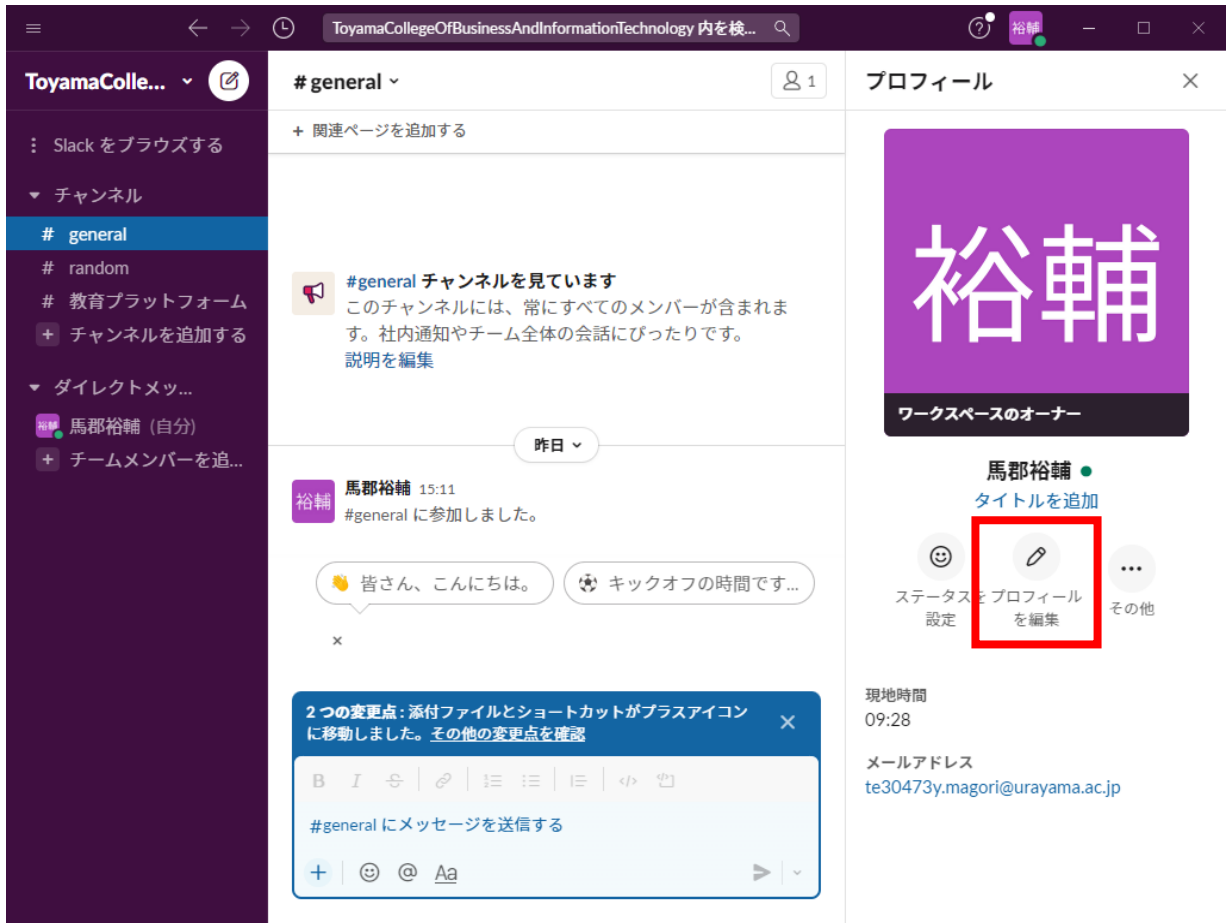 ToyamaCollegeOfBusinessAndInformationTechnology 内を検...
裕輔
ToyamaColle...
Slack をブラウズする
チャンネル
# general
# random
# 教育プラットフォーム
+ チャンネルを追加する
ダイレクトメッ...
裕輔 馬郡裕輔 (自分)
+ チームメンバーを追...
# general
1
+ 関連ページを追加する
#general チャンネルを見ています
このチャンネルには、常にすべてのメンバーが含まれま
す。社内通知やチーム全体の会話にぴったりです。
説明を編集
昨日
裕輔
馬郡裕輔 15:11
#general に参加しました。
皆さん、こんにちは。
キックオフの時間です...
×
2 つの変更点 : 添付ファイルとショートカットがプラスアイコン
に移動しました。その他の変更点を確認
B I S
#general にメッセージを送信する
+ @ Aa
プロフィール
裕輔
ワークスペースのオーナー
馬郡裕輔
タイトルを追加
ステータスを
設定
プロフィール
を編集
その他
現地時間
09:28
メールアドレス
te30473y.magori@urayama.ac.jp